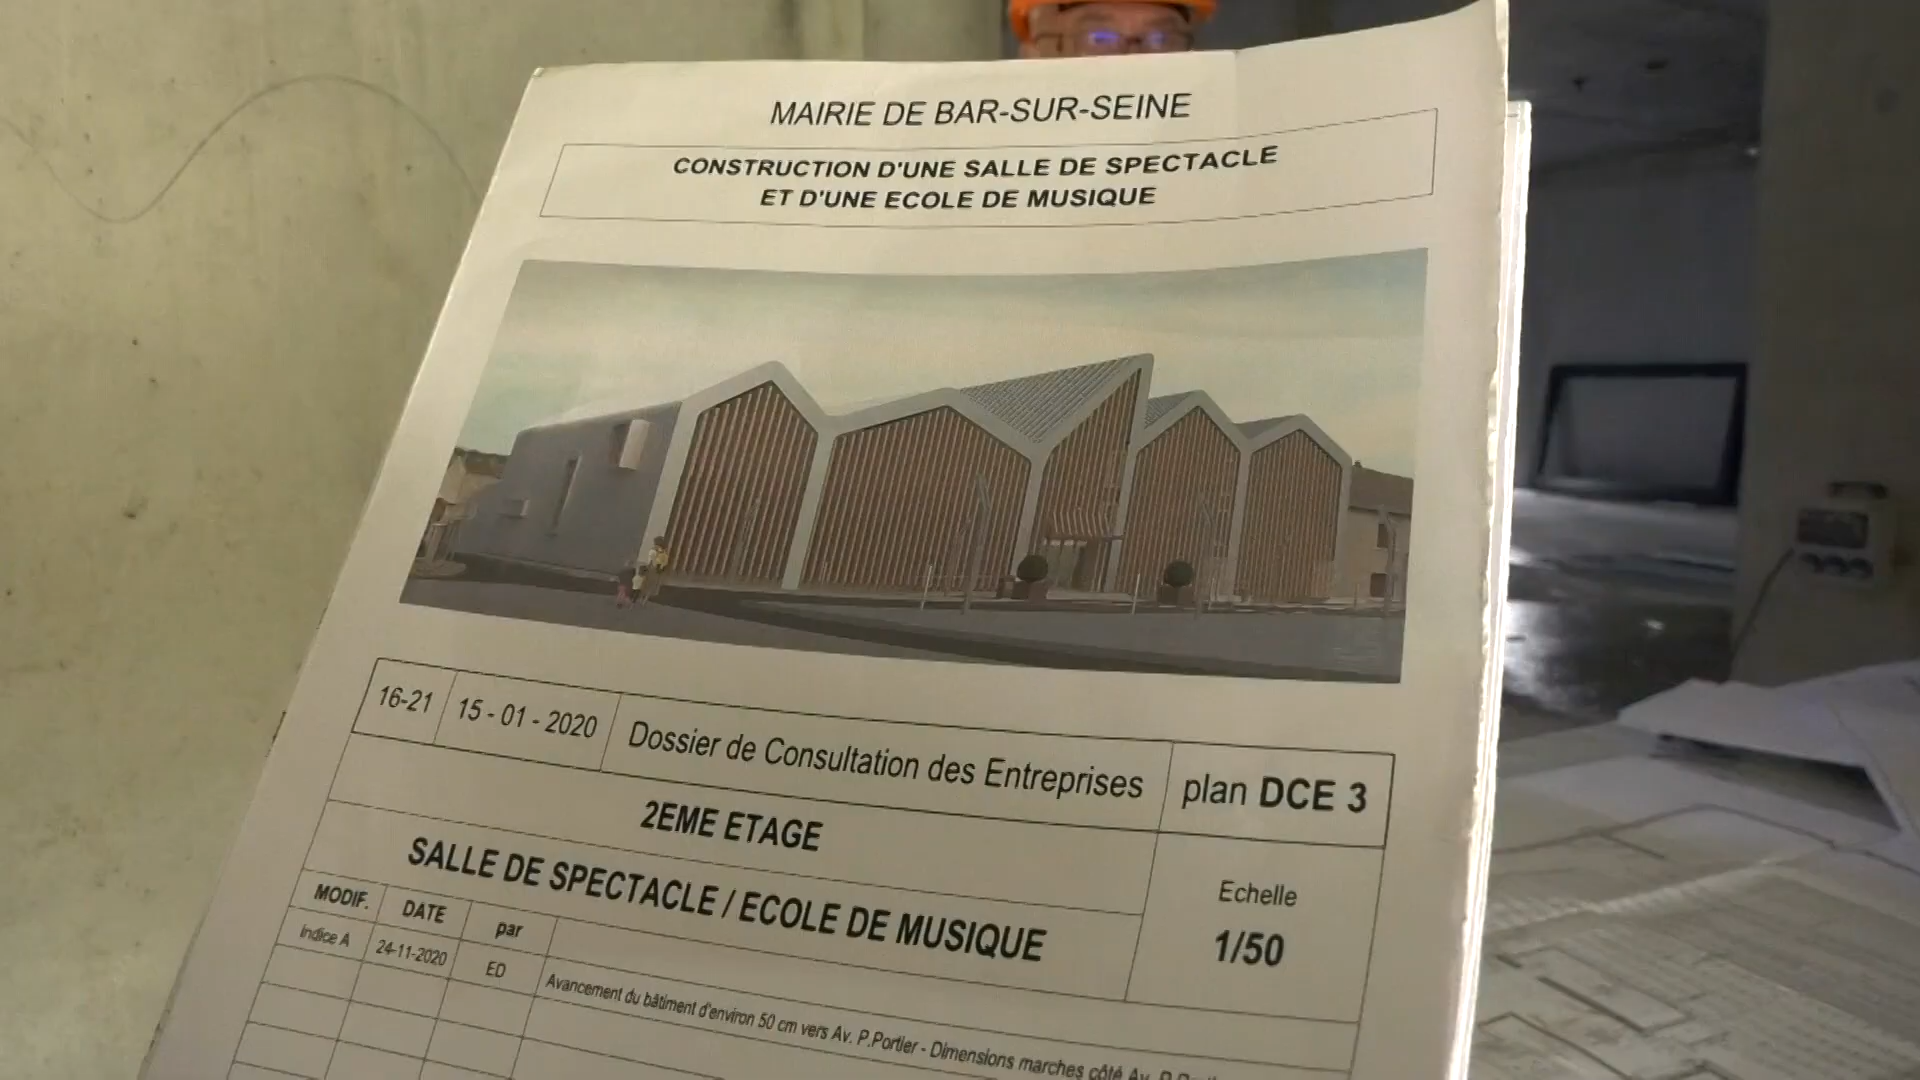 MAIRIE DE BAR-SUR-SEINE
CONSTRUCTION D'UNE SALLE DE SPECTACLE
ET D'UNE ECOLE DE MUSIQUE
16-21 15 - 01 - 2020 Dossier de Consultation des Entreprises plan DCE 3
2EME ETAGE
SALLE DE SPECTACLE / ECOLE DE MUSIQUE
Echelle
1/50
MODIF. DATE par
Indice A 24-11-2020 ED Avancement du bâtiment d'environ 50 cm vers Av. P.Portier - Dimensions marches côté Av.